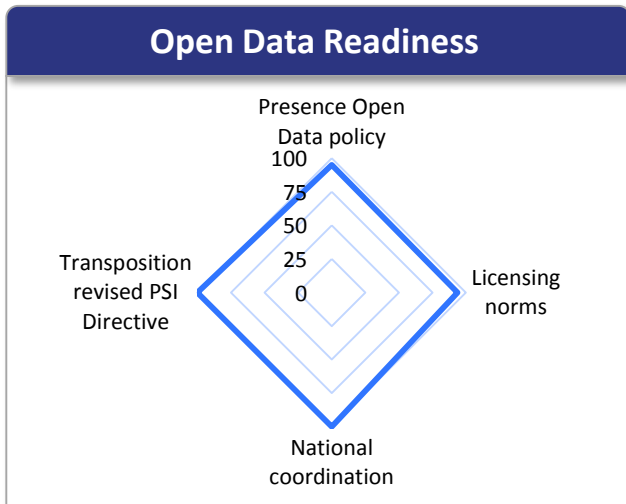 Open Data Readiness
Presence Open
Data policy
100
75
50
25
0
Transposition
revised PSI
Directive
Licensing
norms
National
coordination